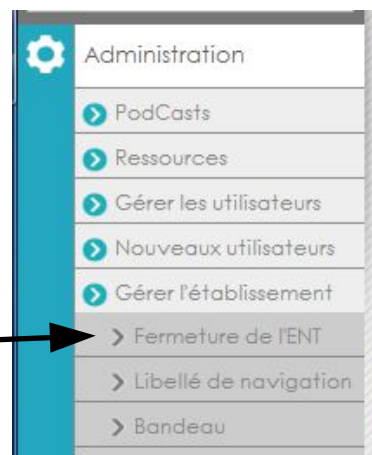 Administration
PodCasts
Ressources
Gérer les utilisateurs
Nouveaux utilisateurs
Gérer l'établissement
Fermeture de l'ENT
Libellé de navigation
Bandeau